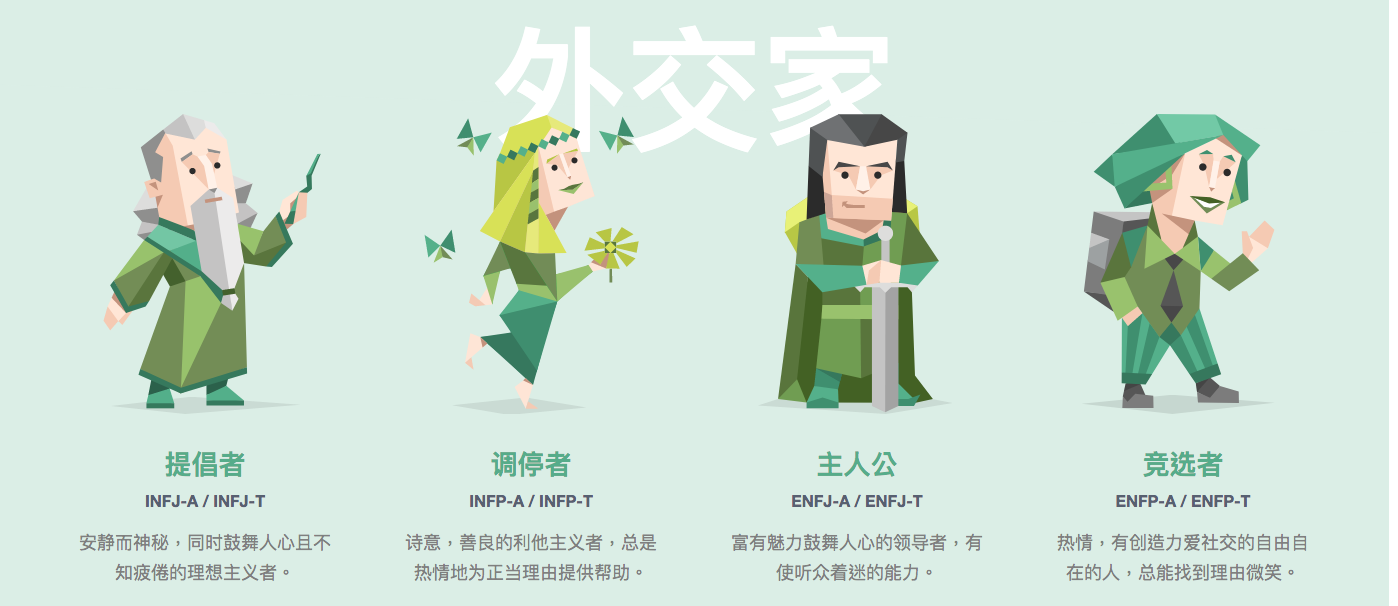 外交家
提倡者
INFJ-A / INFJ-T
安静而神秘，同时鼓舞人心且不
知疲倦的理想主义者。
调停者
INFP-A / INFP-T
诗意，善良的利他主义者，总是
热情地为正当理由提供帮助。
主人公
ENFJ-A / ENFJ-T
富有魅力鼓舞人心的领导者，有
使听众着迷的能力。
竞选者
ENFP-A / ENFP-T
热情，有创造力爱社交的自由自
在的人，总能找到理由微笑。